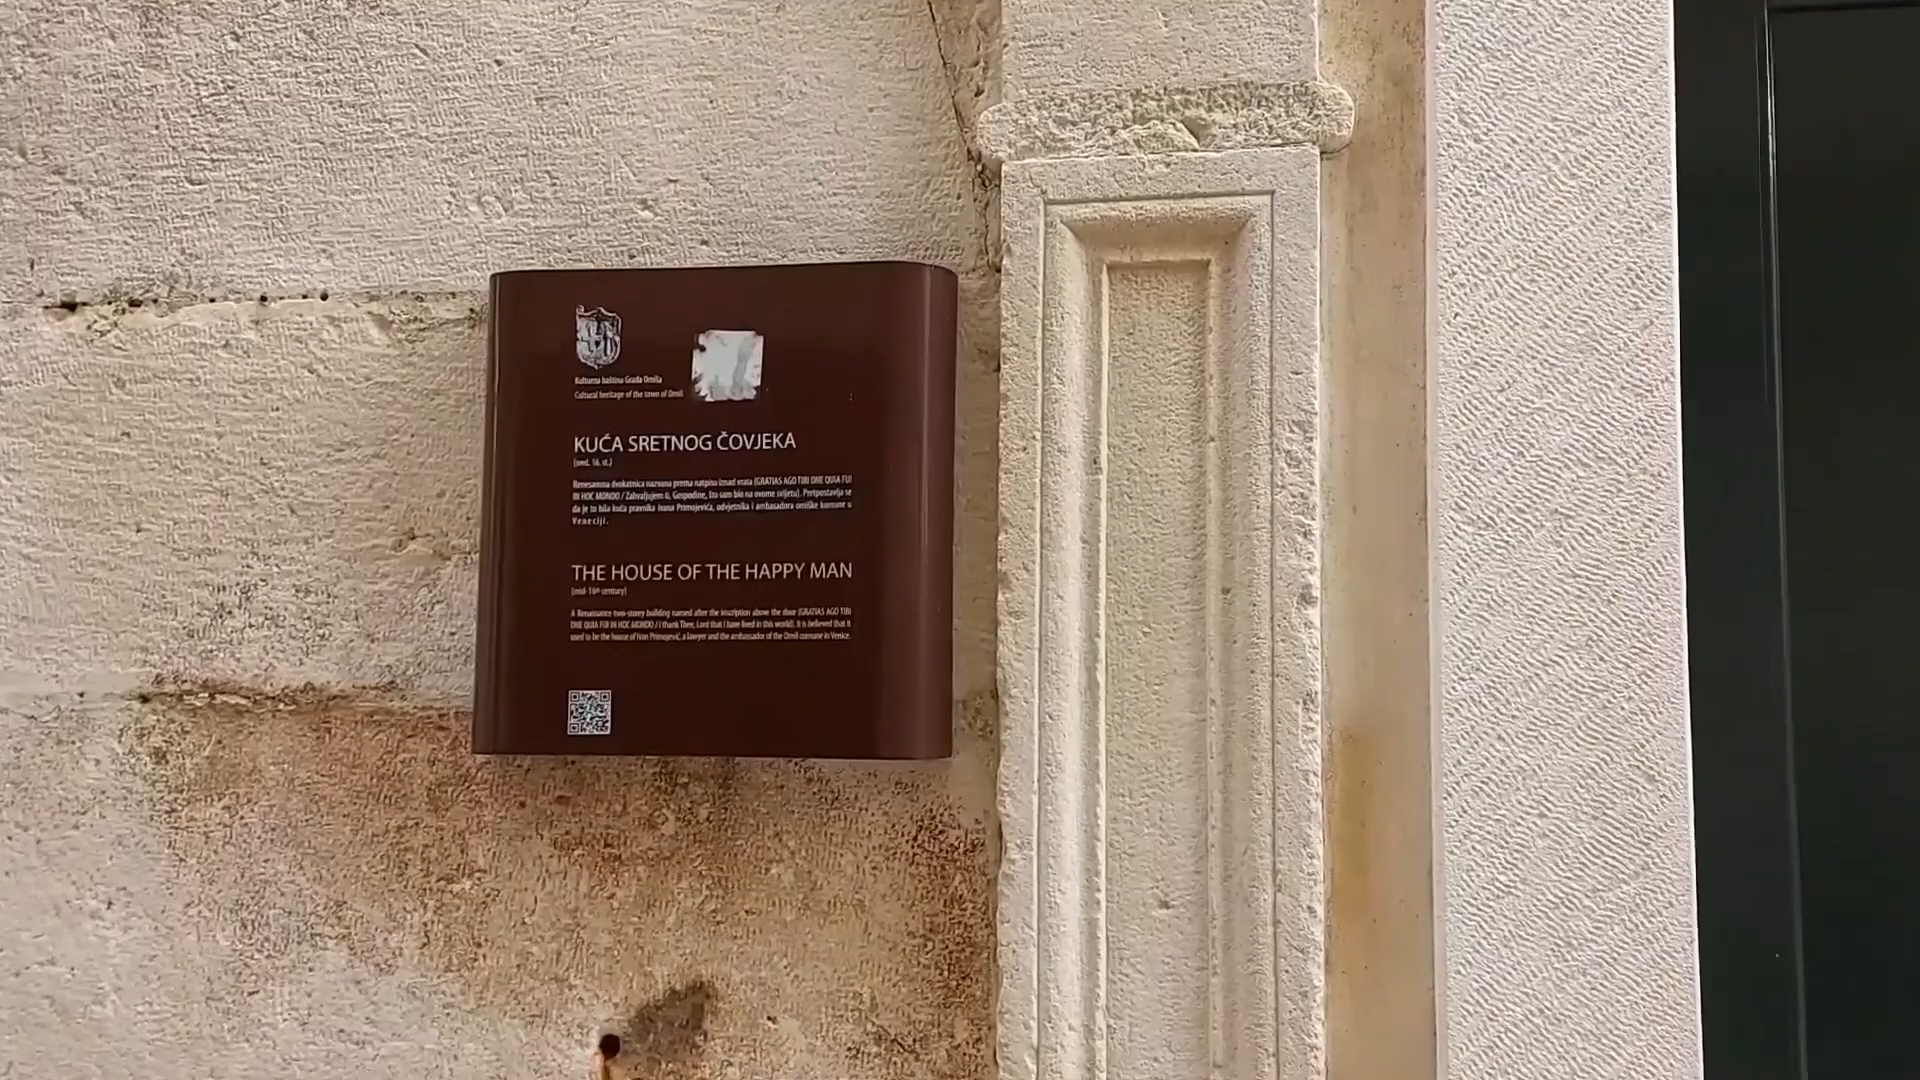 Kulturna baština Grada Omiša
Cultural heritage of the town of Omiš
KUĆA SRETNOG ČOVJEKA
(sred. 16. st.)
Renesansna dvokatnica nazvana prema natpisu iznad vrata (GRATIAS AGO TIBI DNE QUIA FUI
IN HOC MONDO / Zahvaljujem ti, Gospodine, što sam bio na ovome svijetu). Pretpostavlja se
da je to bila kuća pravnika Ivana Primojevića, odvjetnika i ambasadora omiške komune u
Veneciji.
THE HOUSE OF THE HAPPY MAN
(mid-16th century)
A Renaissance two-storey building named after the inscription above the door (GRATIAS AGO TIBI
DNE QUIA FUI IN HOC MONDO / I thank Thee, Lord that I have lived in this world). It is believed that it
used to be the house of Ivan Primojević, a lawyer and the ambassador of the Omiš comune in Venice.